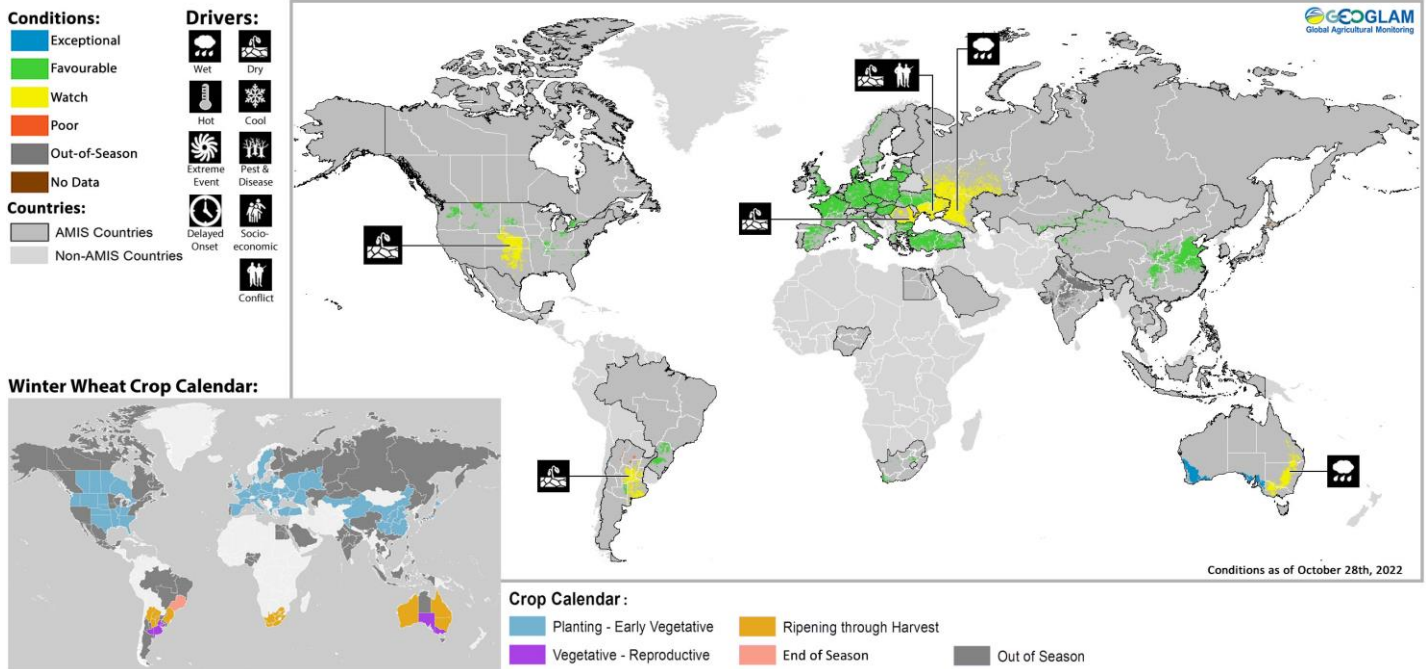 Conditions:
Exceptional
Favourable
Watch
Poor
Out-of-Season
No Data
Countries:
AMIS Countries
Non-AMIS Countries
Drivers:
Wet
Dry
Hot
Cool
Extreme
Event
Pest &
Disease
Delayed
Onset
Socio-
economic
Conflict
GEOGLAM
Global Agricultural Monitoring
Conditions as of October 28th, 2022
Winter Wheat Crop Calendar:
Crop Calendar :
Planting - Early Vegetative
Ripening through Harvest
Vegetative - Reproductive
End of Season
Out of Season